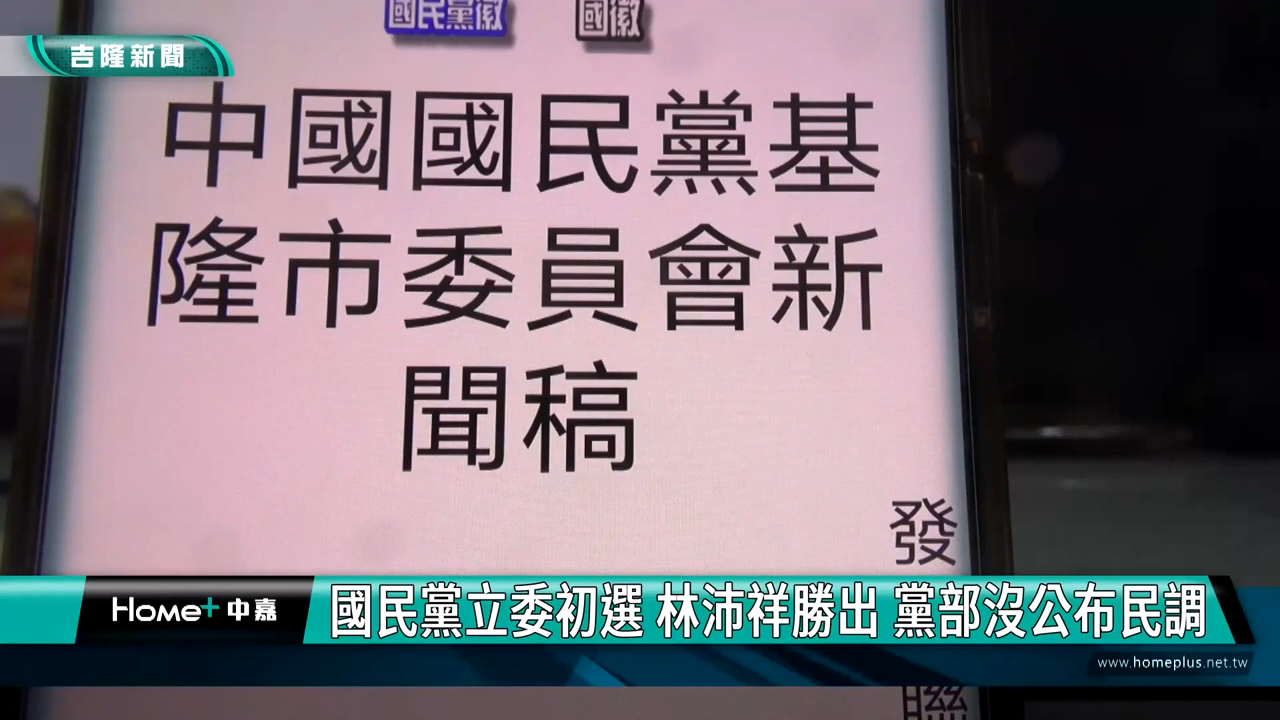 國民黨徽 國徽
吉隆新聞
中國國民黨基
隆市委員會新
聞稿
發
Home+中嘉
國民黨立委初選 林沛祥勝出 黨部沒公布民調
www.homeplus.net.tw
聯